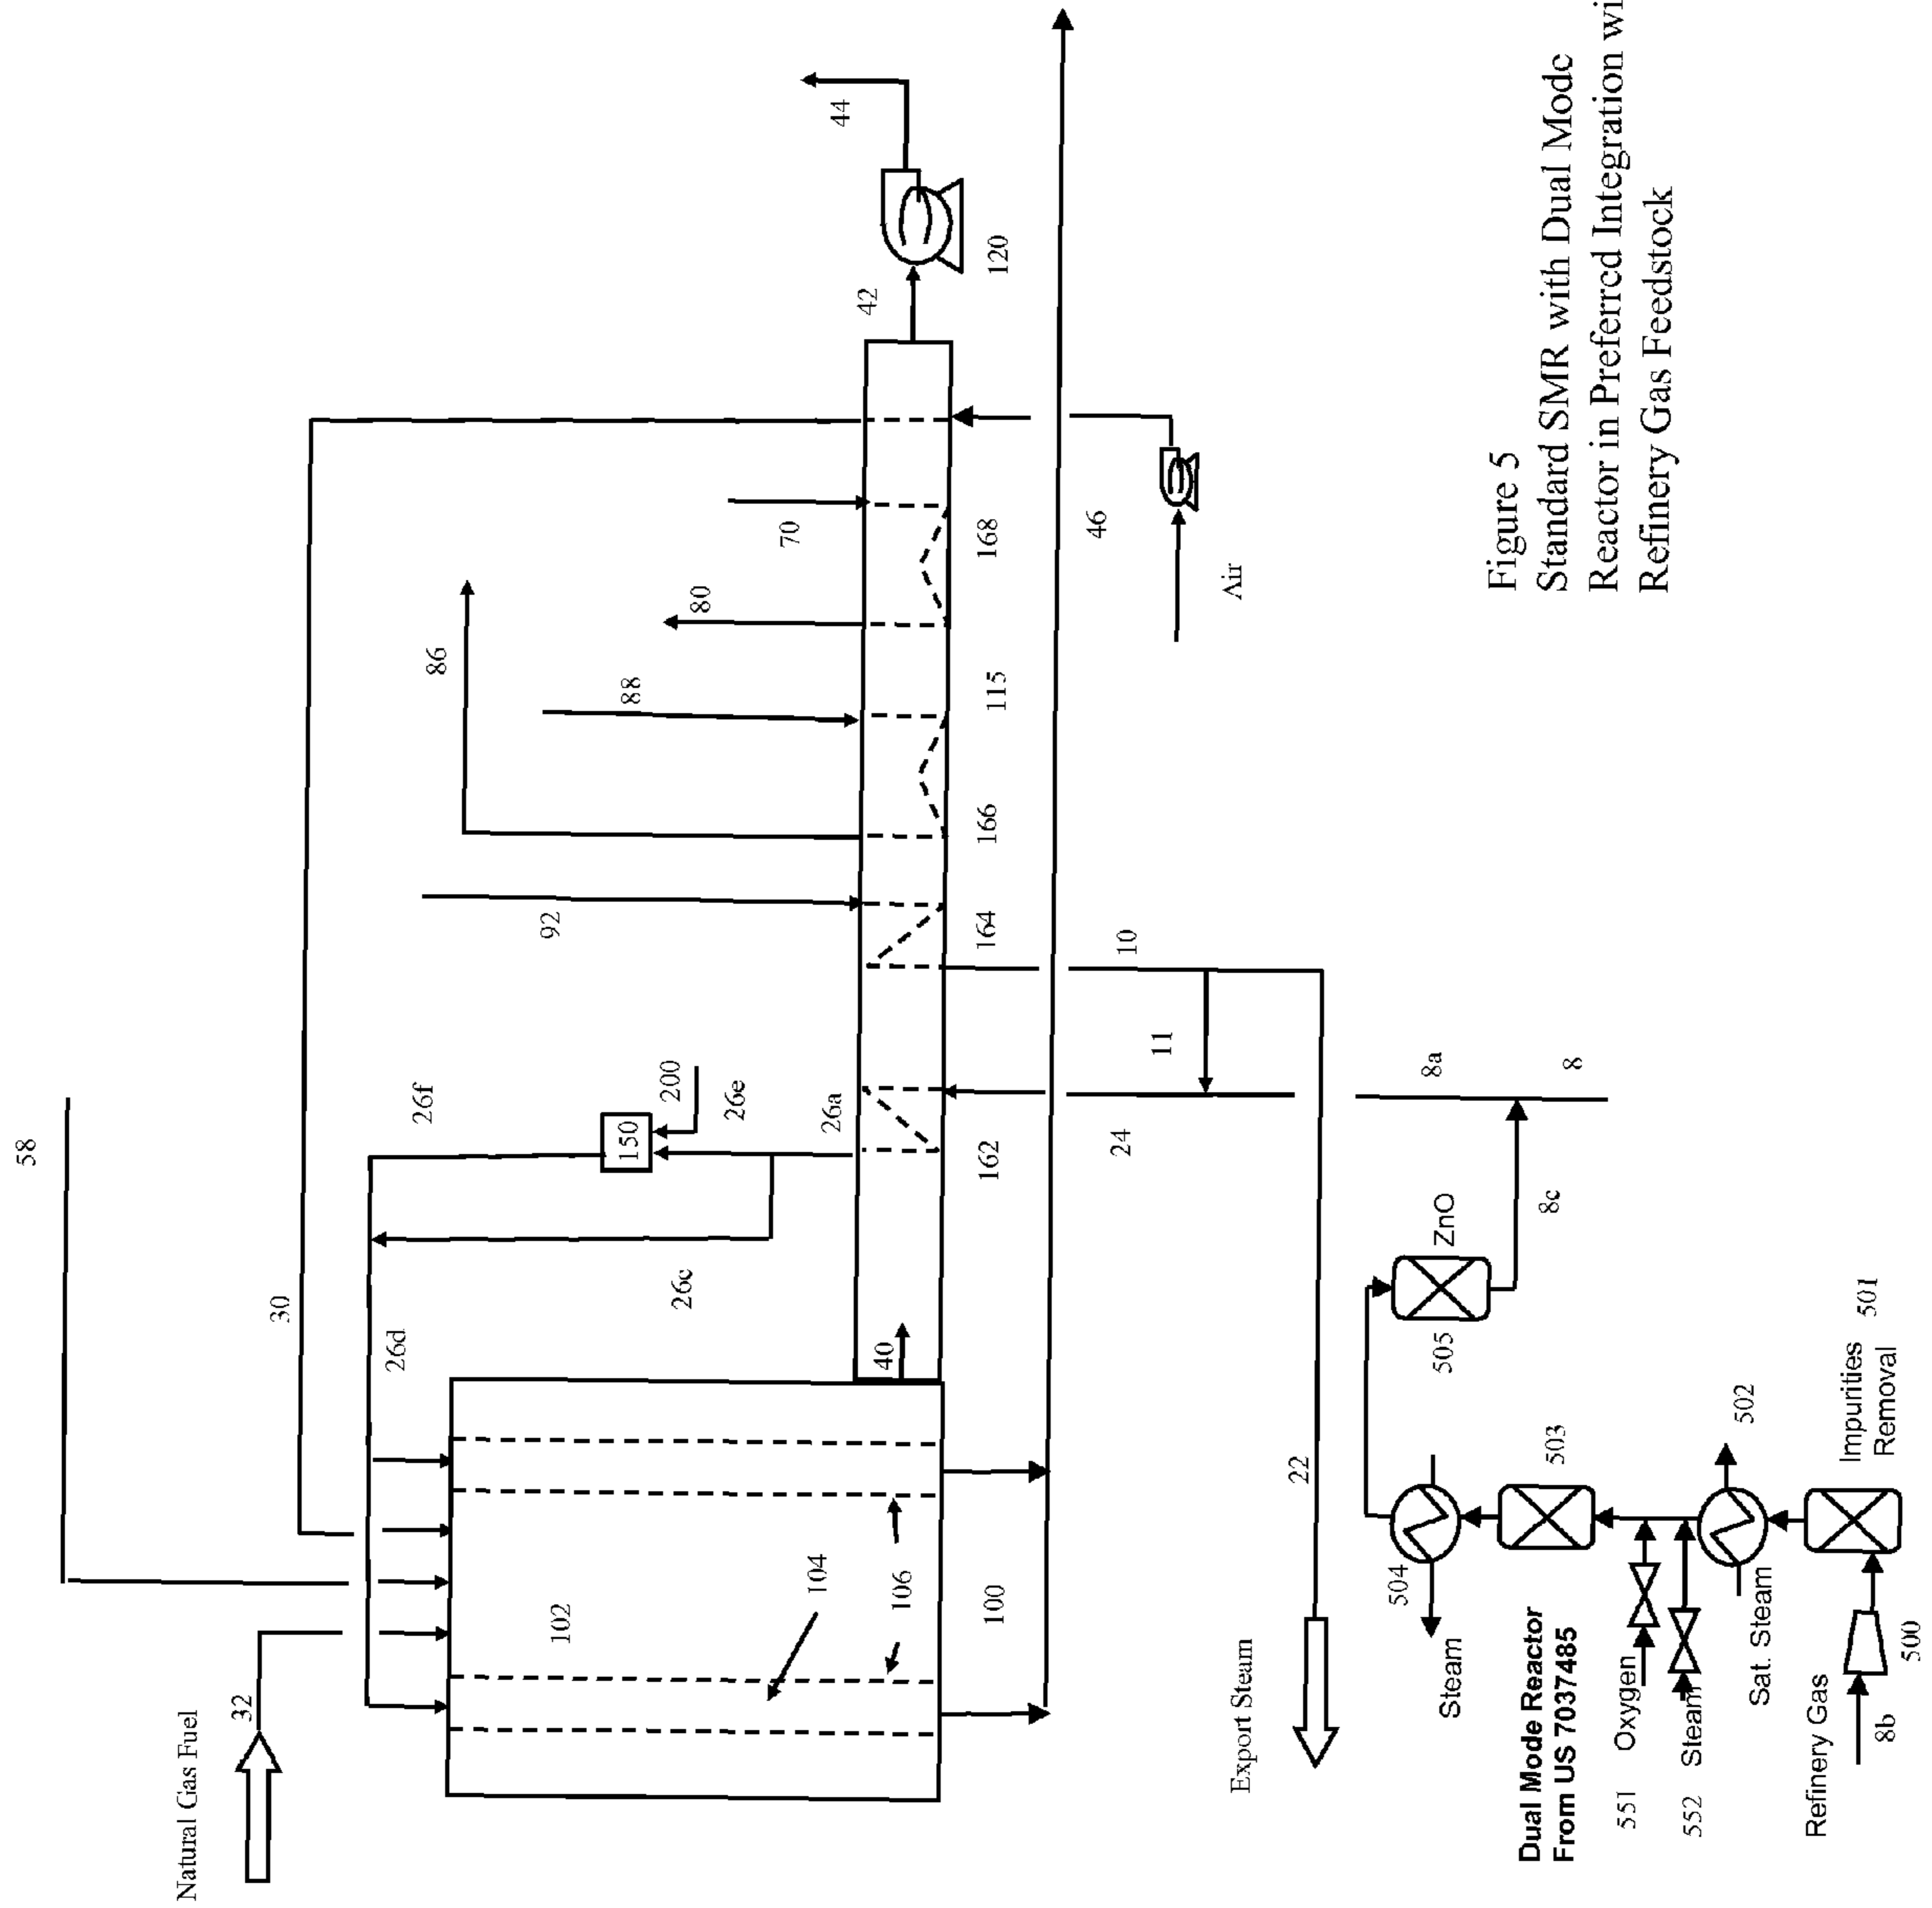 58
Natural Gas Fuel
32
30
26d
26f
86
92
102
88
26c
150
200
80
26e
70
104
26a
44
42
40
106
100
162
164
166
115
168
120
24
10
46
11
Export Steam
22
Air
Steam
504
505
ZnO
8a
Dual Mode Reactor
From US 7037485
503
8c
8
551 Oxygen
552 Steam
Sat. Steam
502
Refinery Gas
8b
500
Impurities
Removal
501
Figure 5
Standard SMR with Dual Mode
Reactor in Preferred Integration wi
Refinery Gas Feedstock